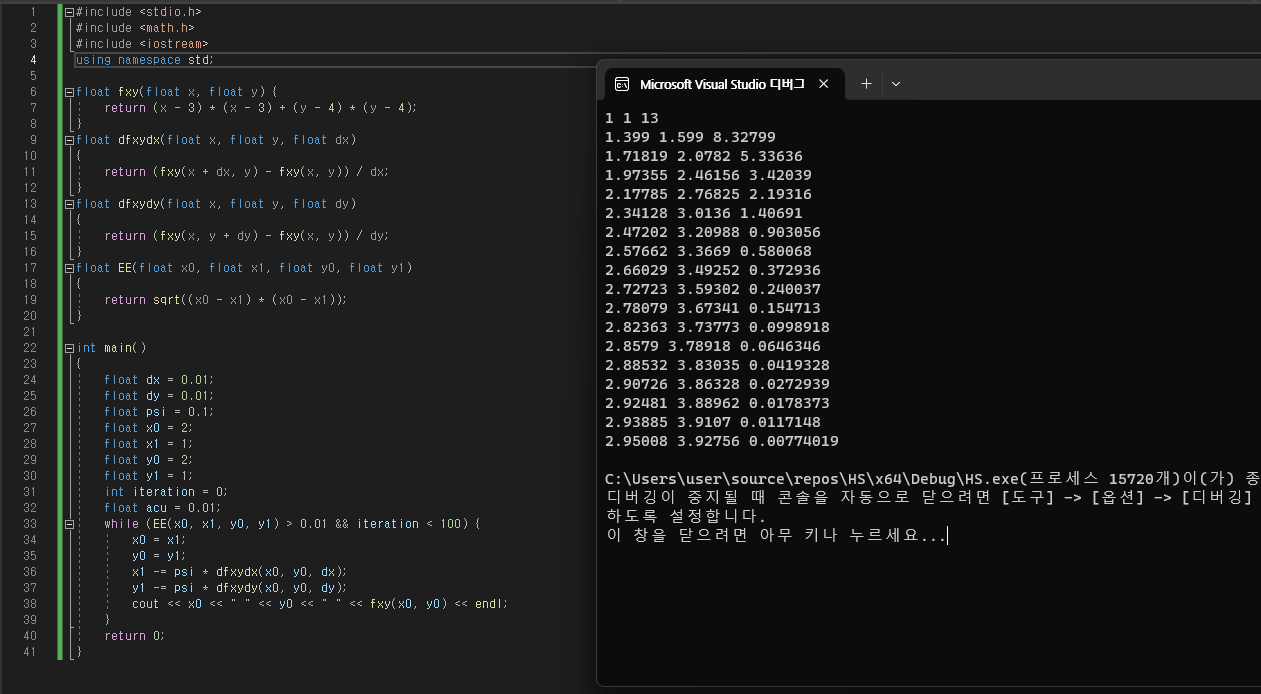 1 #include <stdio.h>
2 #include <math.h>
3 #include <iostream>
4 using namespace std;
5
6 float fxy(float x, float y) {
7     return (x - 3) * (x - 3) + (y - 4) * (y - 4);
8 }
9 float dfxydx(float x, float y, float dx)
10 {
11     return (fxy(x + dx, y) - fxy(x, y)) / dx;
12 }
13 float dfxydy(float x, float y, float dy)
14 {
15     return (fxy(x, y + dy) - fxy(x, y)) / dy;
16 }
17 float EE(float x0, float x1, float y0, float y1)
18 {
19     return sqrt((x0 - x1) * (x0 - x1));
20 }
21
22 int main()
23 {
24     float dx = 0.01;
25     float dy = 0.01;
26     float psi = 0.1;
27     float x0 = 2;
28     float x1 = 1;
29     float y0 = 2;
30     float y1 = 1;
31     int iteration = 0;
32     float acu = 0.01;
33     while (EE(x0, x1, y0, y1) > 0.01 && iteration < 100) {
34         x0 = x1;
35         y0 = y1;
36         x1 -= psi * dfxydx(x0, y0, dx);
37         y1 -= psi * dfxydy(x0, y0, dy);
38         cout << x0 << " " << y0 << " " << fxy(x0, y0) << endl;
39     }
40     return 0;
41 }
Microsoft Visual Studio 디버그
1 1 13
1.399 1.599 8.32799
1.71819 2.0782 5.33636
1.97355 2.46156 3.42039
2.17785 2.76825 2.19316
2.34128 3.0136 1.40691
2.47202 3.20988 0.903056
2.57662 3.3669 0.580068
2.66029 3.49252 0.372936
2.72723 3.59302 0.240037
2.78079 3.67341 0.154713
2.82363 3.73773 0.0998918
2.8579 3.78918 0.0646346
2.88532 3.83035 0.0419328
2.90726 3.86328 0.0272939
2.92481 3.88962 0.0178373
2.93885 3.9107 0.0117148
2.95008 3.92756 0.00774019
C:\Users\user\source\repos\HS\x64\Debug\HS.exe(프로세스 15720개)이(가) 종
디버깅이 중지될 때 콘솔을 자동으로 닫으려면 [도구] -> [옵션] -> [디버깅]
하도록 설정합니다.
이 창을 닫으려면 아무 키나 누르세요...